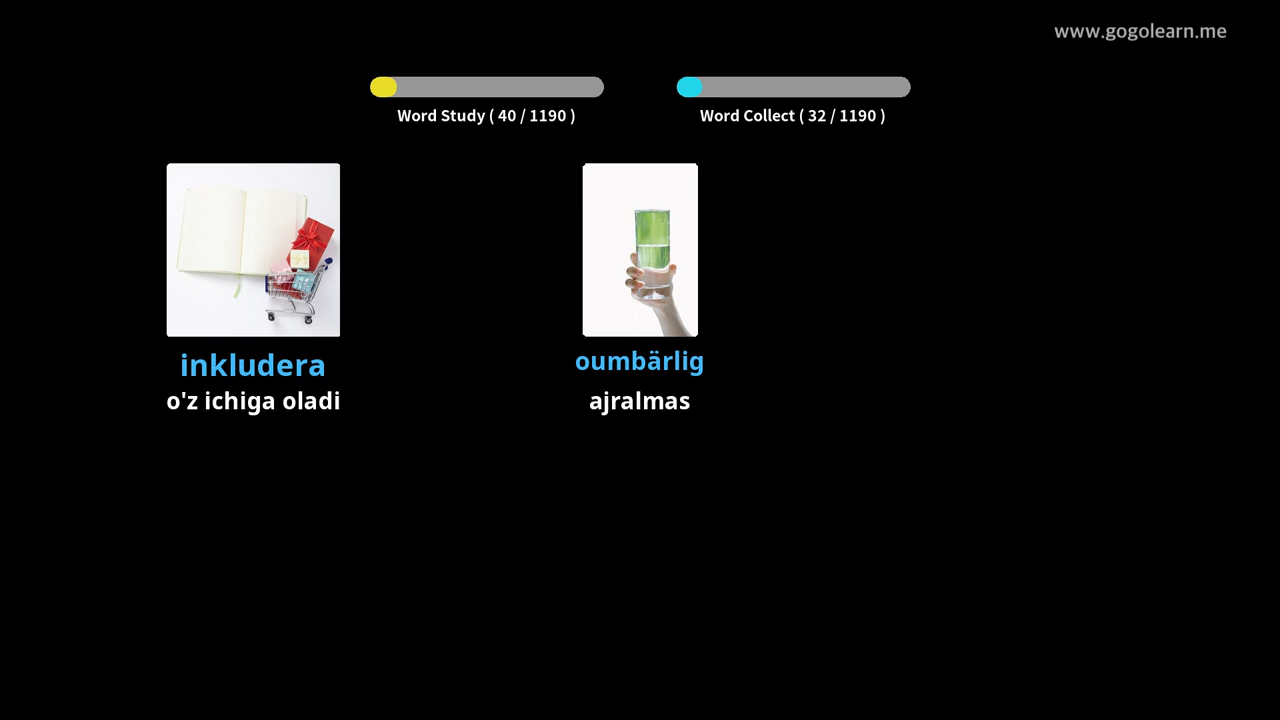 www.gogolearn.me
Word Study ( 40 / 1190 )
Word Collect ( 32 / 1190 )
inkludera
o'z ichiga oladi
oumbärlig
ajralmas